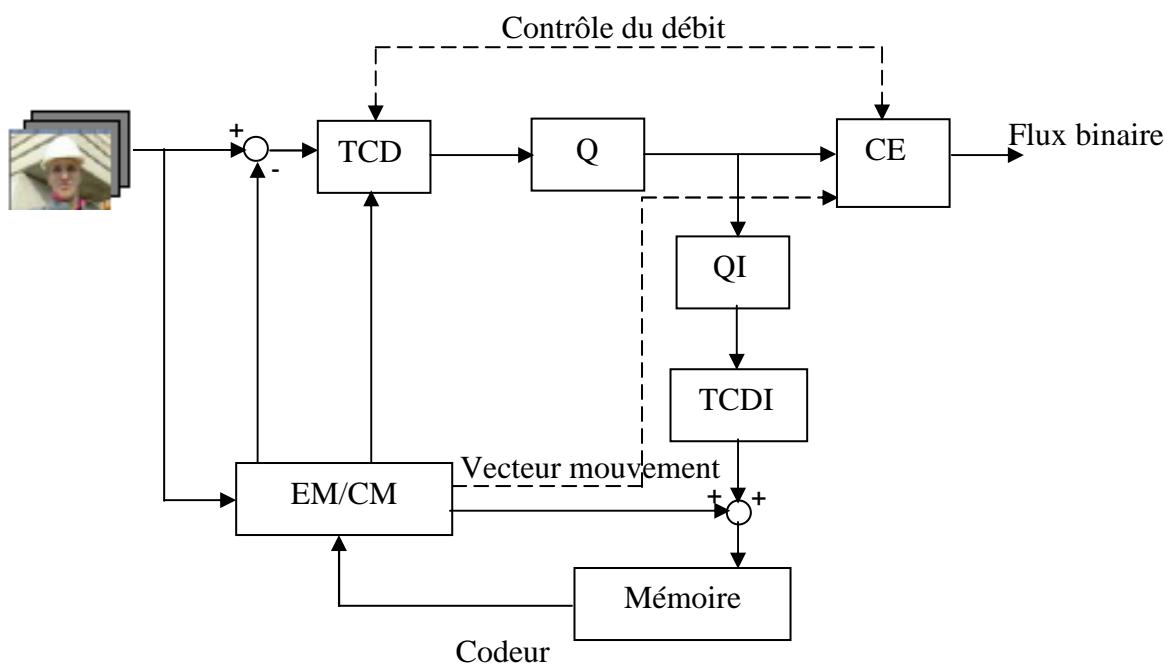 Contrôle du débit
+
-
TCD
Q
CE
Flux binaire
QI
TCDI
Vecteur mouvement
EM/CM
+
+
Mémoire
Codeur